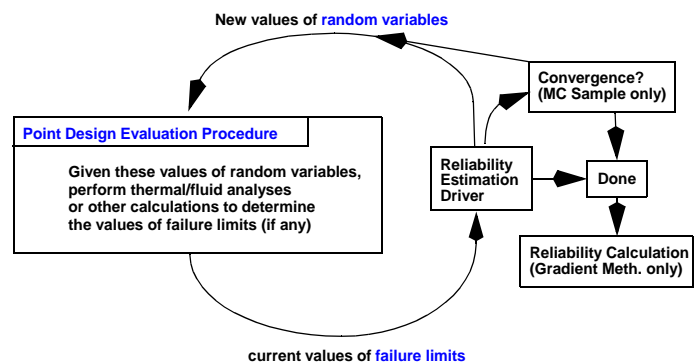 New values of random variables
Convergence?
(MC Sample only)
Point Design Evaluation Procedure
Given these values of random variables,
perform thermal/fluid analyses
or other calculations to determine
the values of failure limits (if any)
Reliability
Estimation
Driver
Done
Reliability Calculation
(Gradient Meth. only)
current values of failure limits